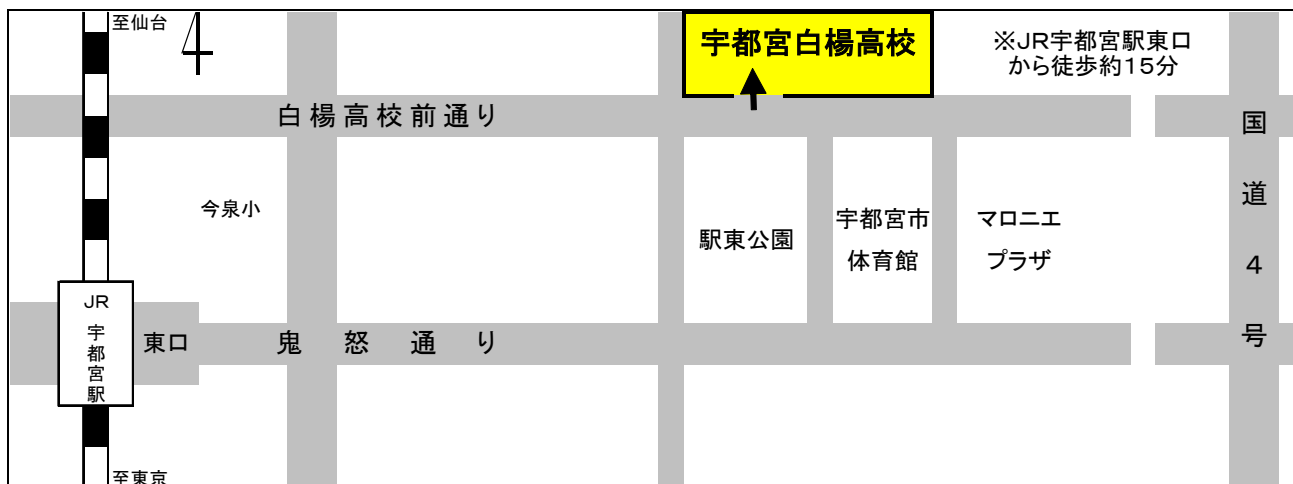 至仙台
宇都宮白楊高校
※JR宇都宮駅東口
から徒歩約15分
白楊高校前通り
国道4号
今泉小
駅東公園
宇都宮市
体育館
マロニエ
プラザ
JR
宇都宮駅
東口
鬼怒通り
至東京